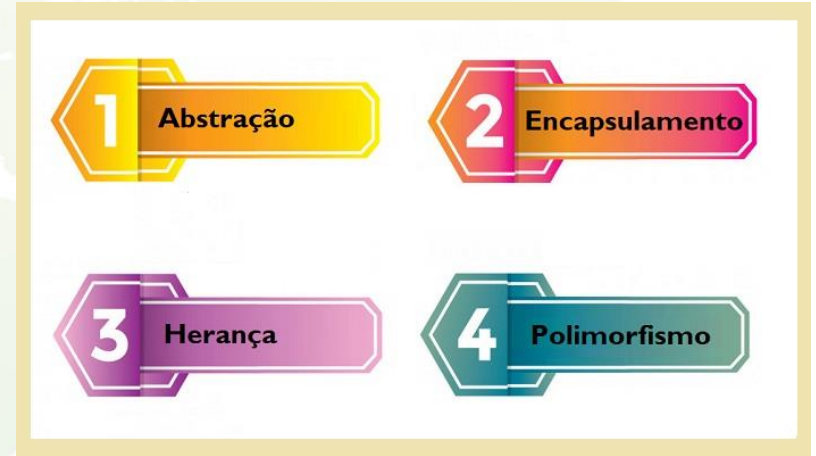 1 Abstração
2 Encapsulamento
3 Herança
4 Polimorfismo